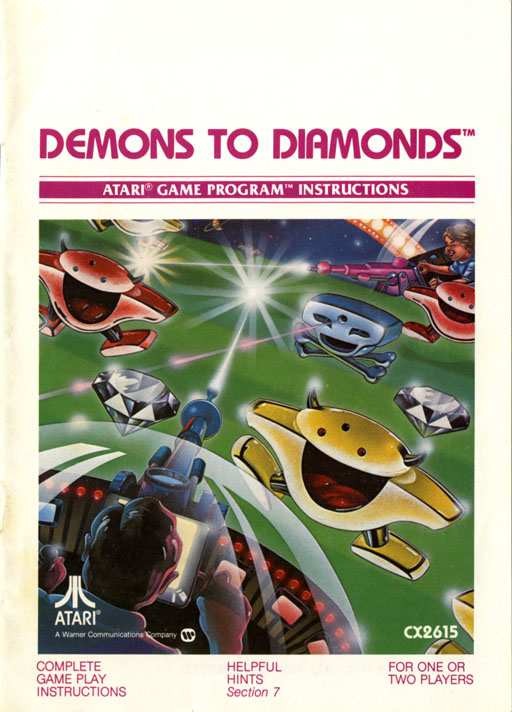 DEMONS TO DIAMONDS™
ATARI® GAME PROGRAM™ INSTRUCTIONS
ATARI®
A Warner Communications Company
CX2615
COMPLETE
GAME PLAY
INSTRUCTIONS
HELPFUL
HINTS
Section 7
FOR ONE OR
TWO PLAYERS